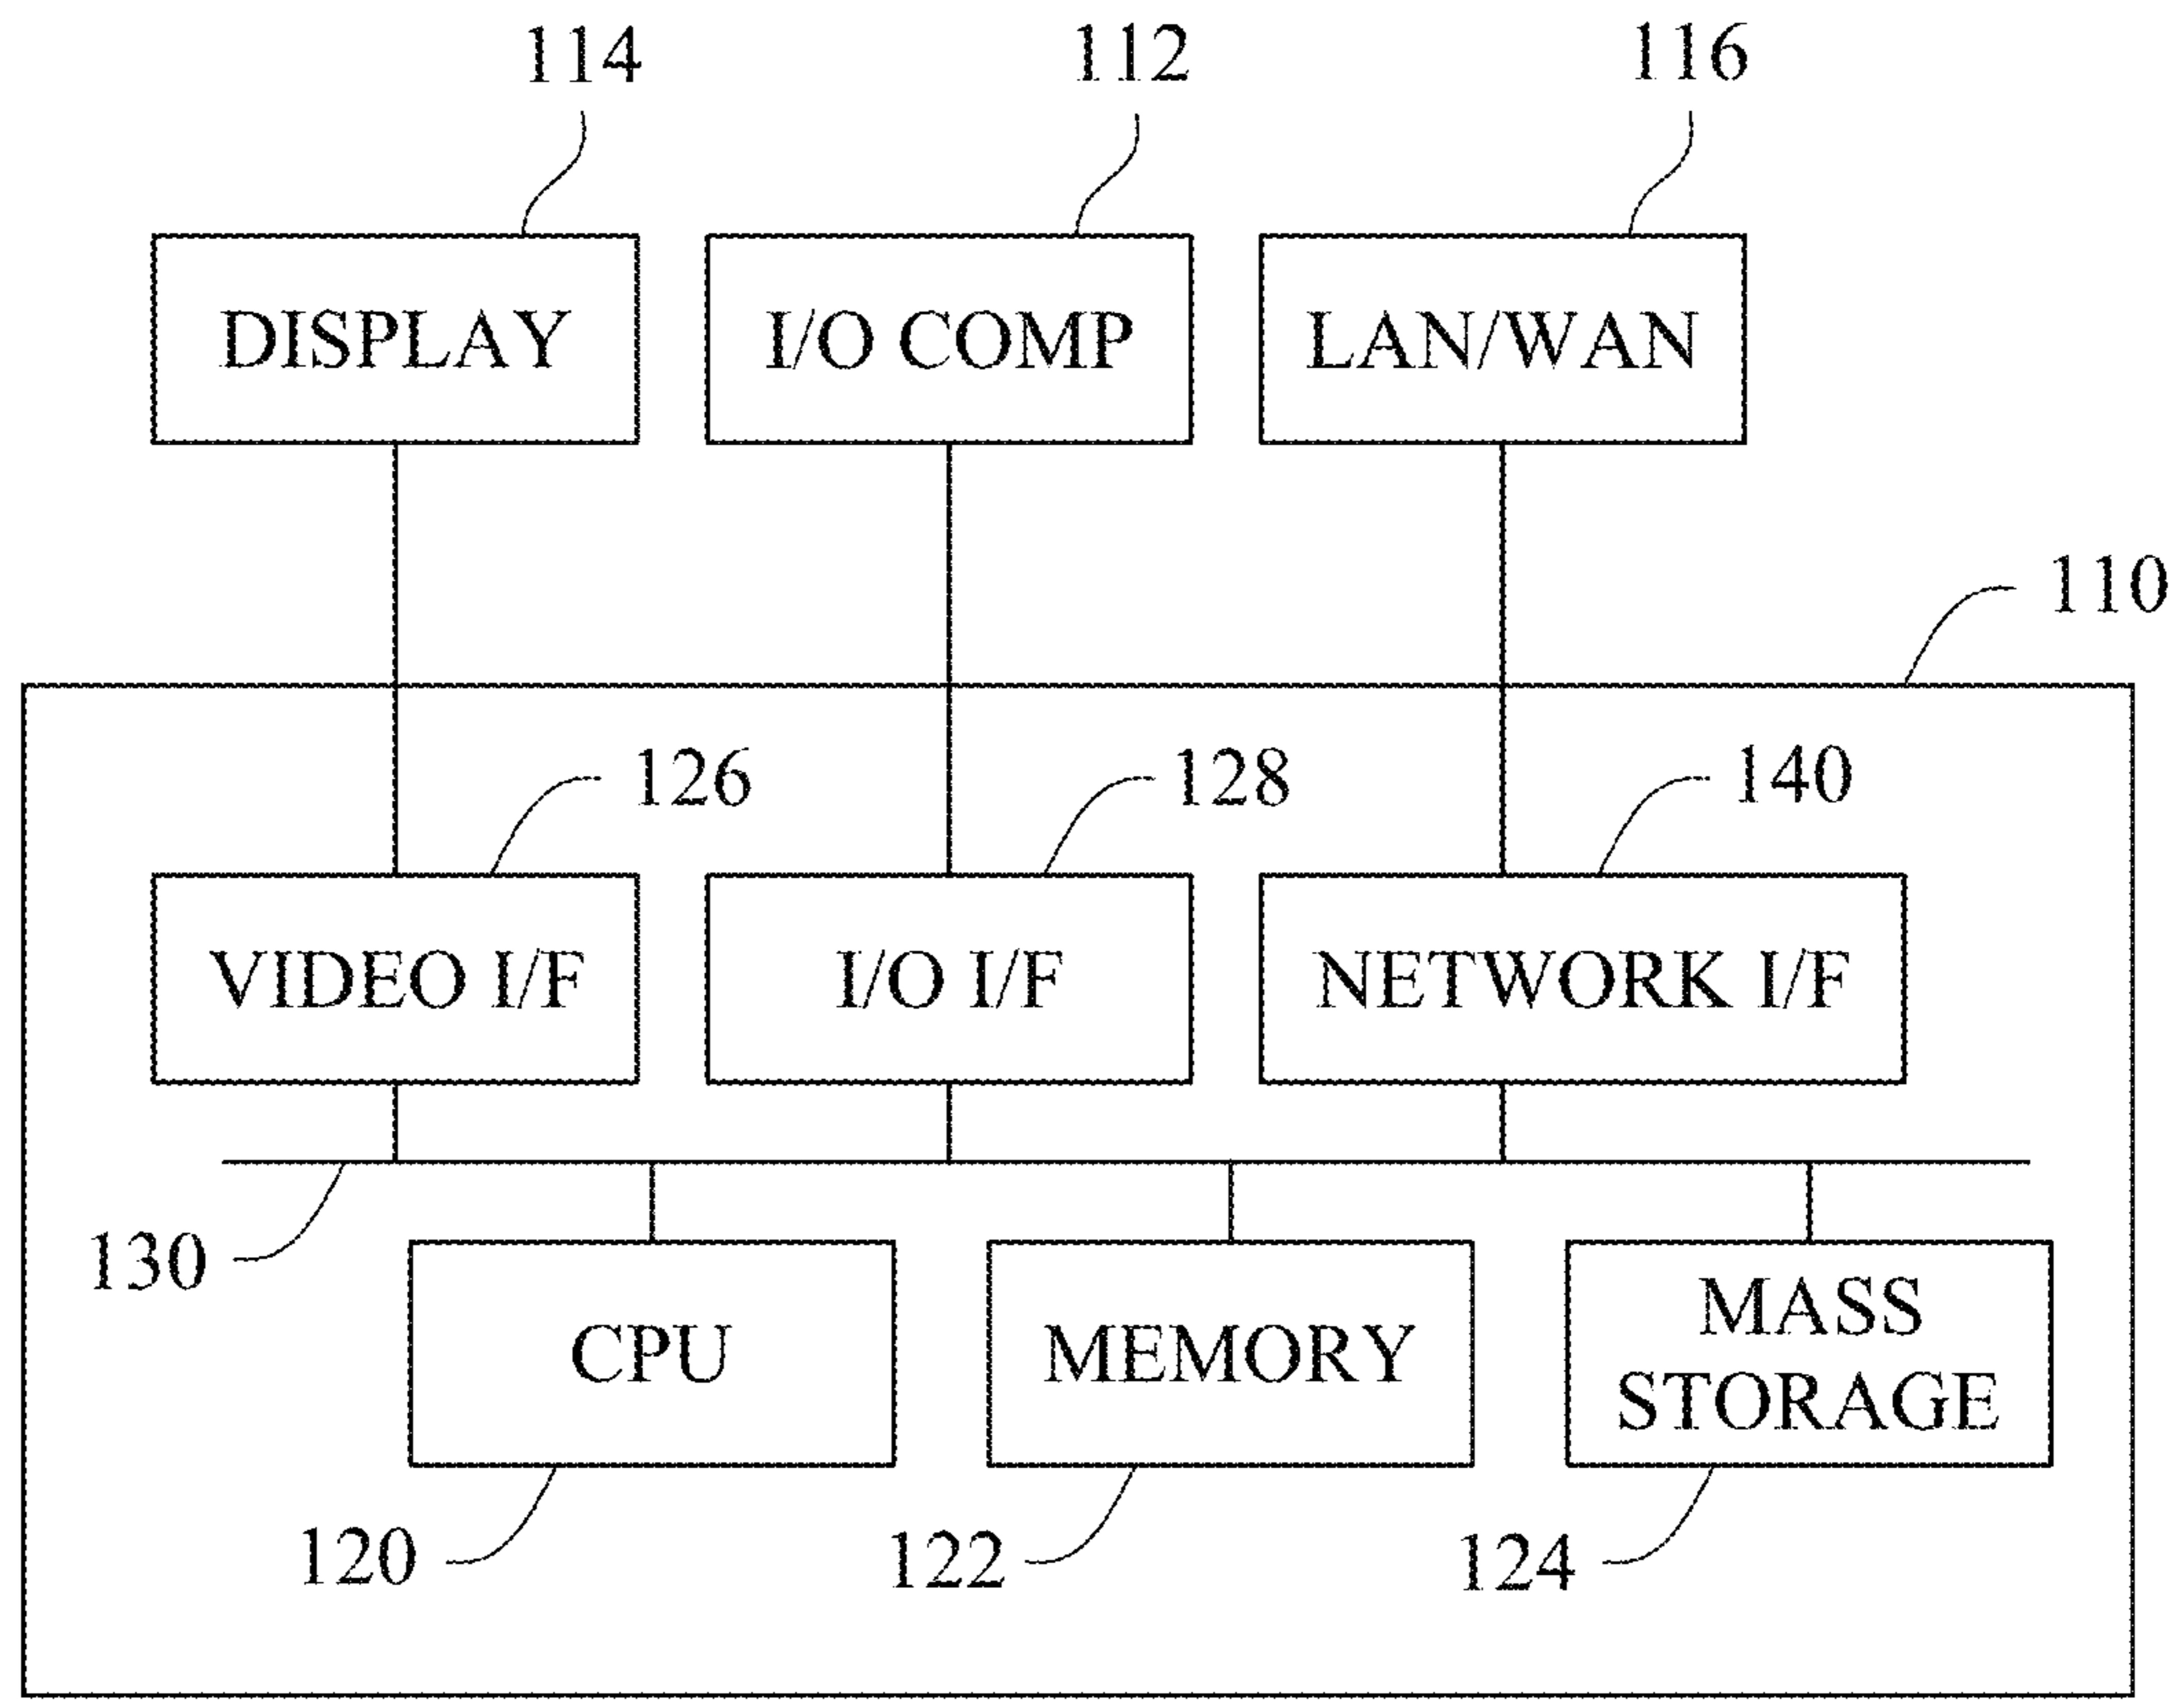 114
112
116
DISPLAY
I/O COMP
LAN/WAN
110
126
128
140
VIDEO I/F
I/O I/F
NETWORK I/F
130
CPU
MEMORY
MASS
STORAGE
120
122
124